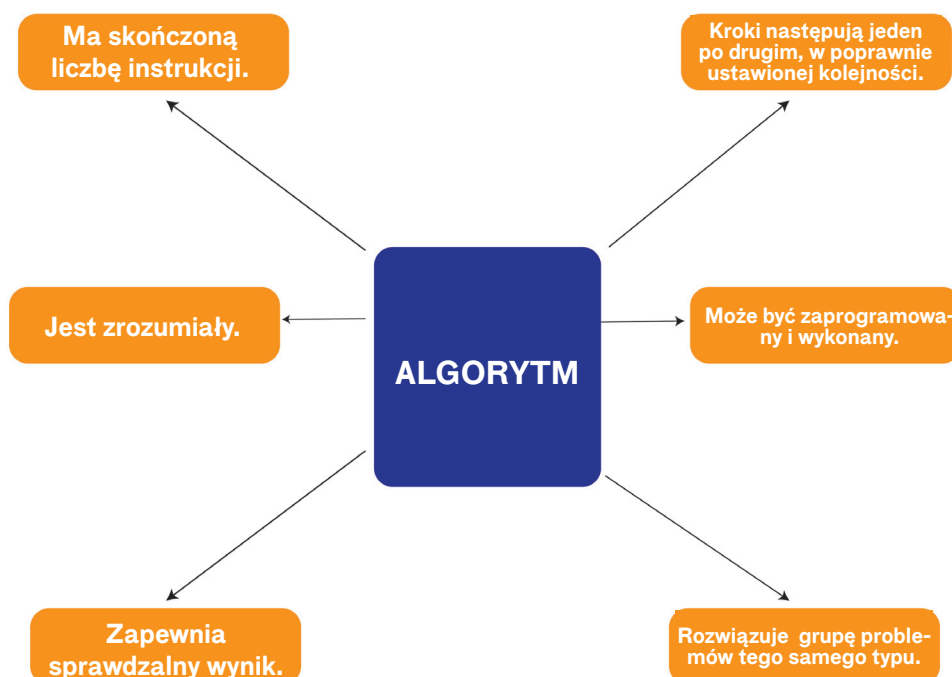 Ma skończoną
liczbę instrukcji.
Kroki następują jeden
po drugim, w poprawnie
ustawionej kolejności.
Jest zrozumiały.
ALGORYTM
Może być zaprogramowa-
ny i wykonany.
Zapewnia
sprawdzalny wynik.
Rozwiązuje grupę proble-
mów tego samego typu.